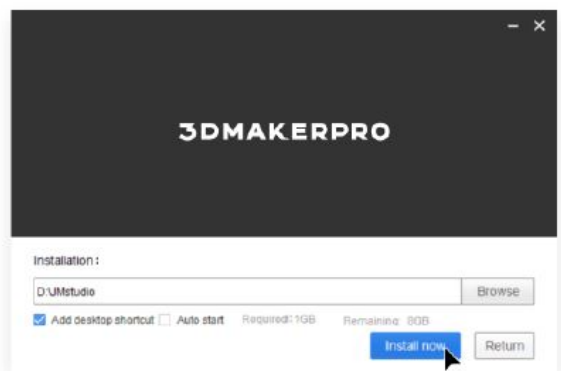 3DMAKERPRO
Installation:
D:\JMstudio Browse
Add desktop shortcut Auto start Required: 1GB Remaining: 8GB
Install now Return